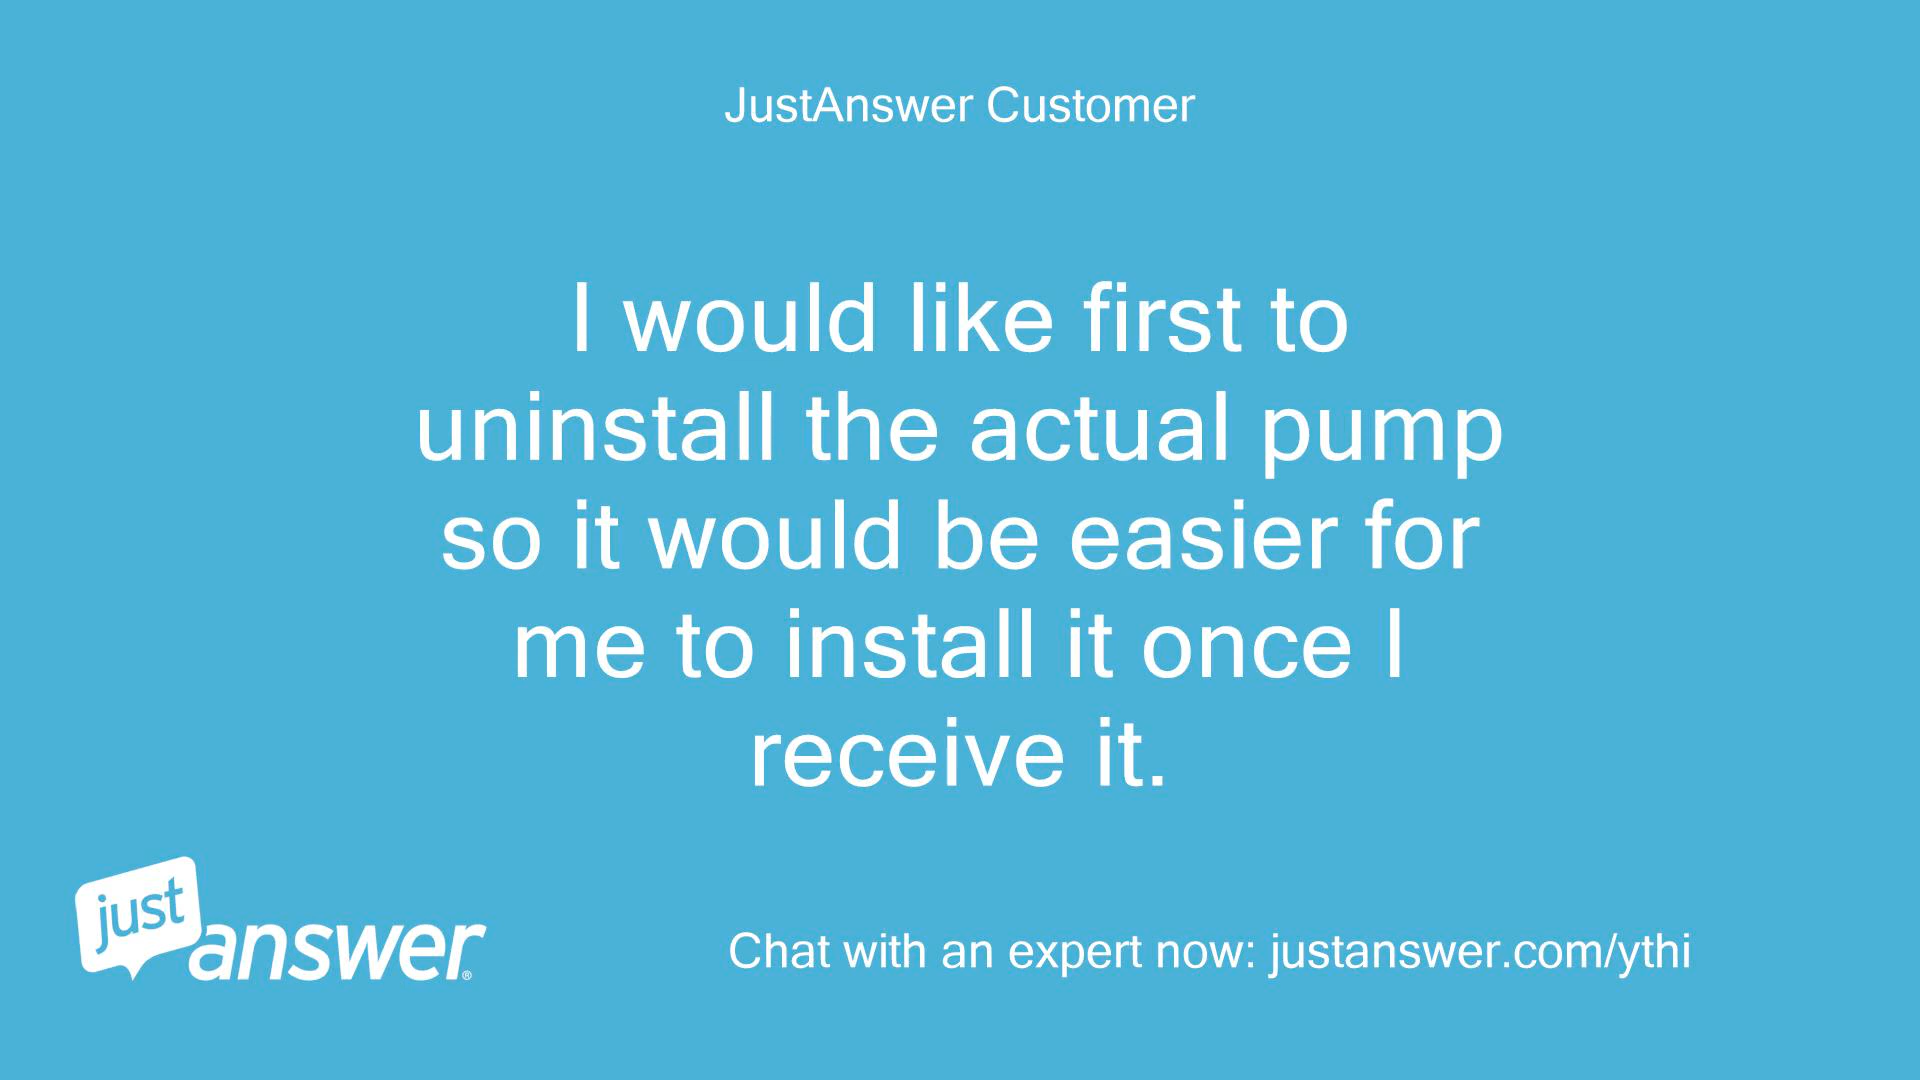 JustAnswer Customer
I would like first to
uninstall the actual pump
so it would be easier for
me to install it once I
receive it.
just
answer®
Chat with an expert now: justanswer.com/ythi